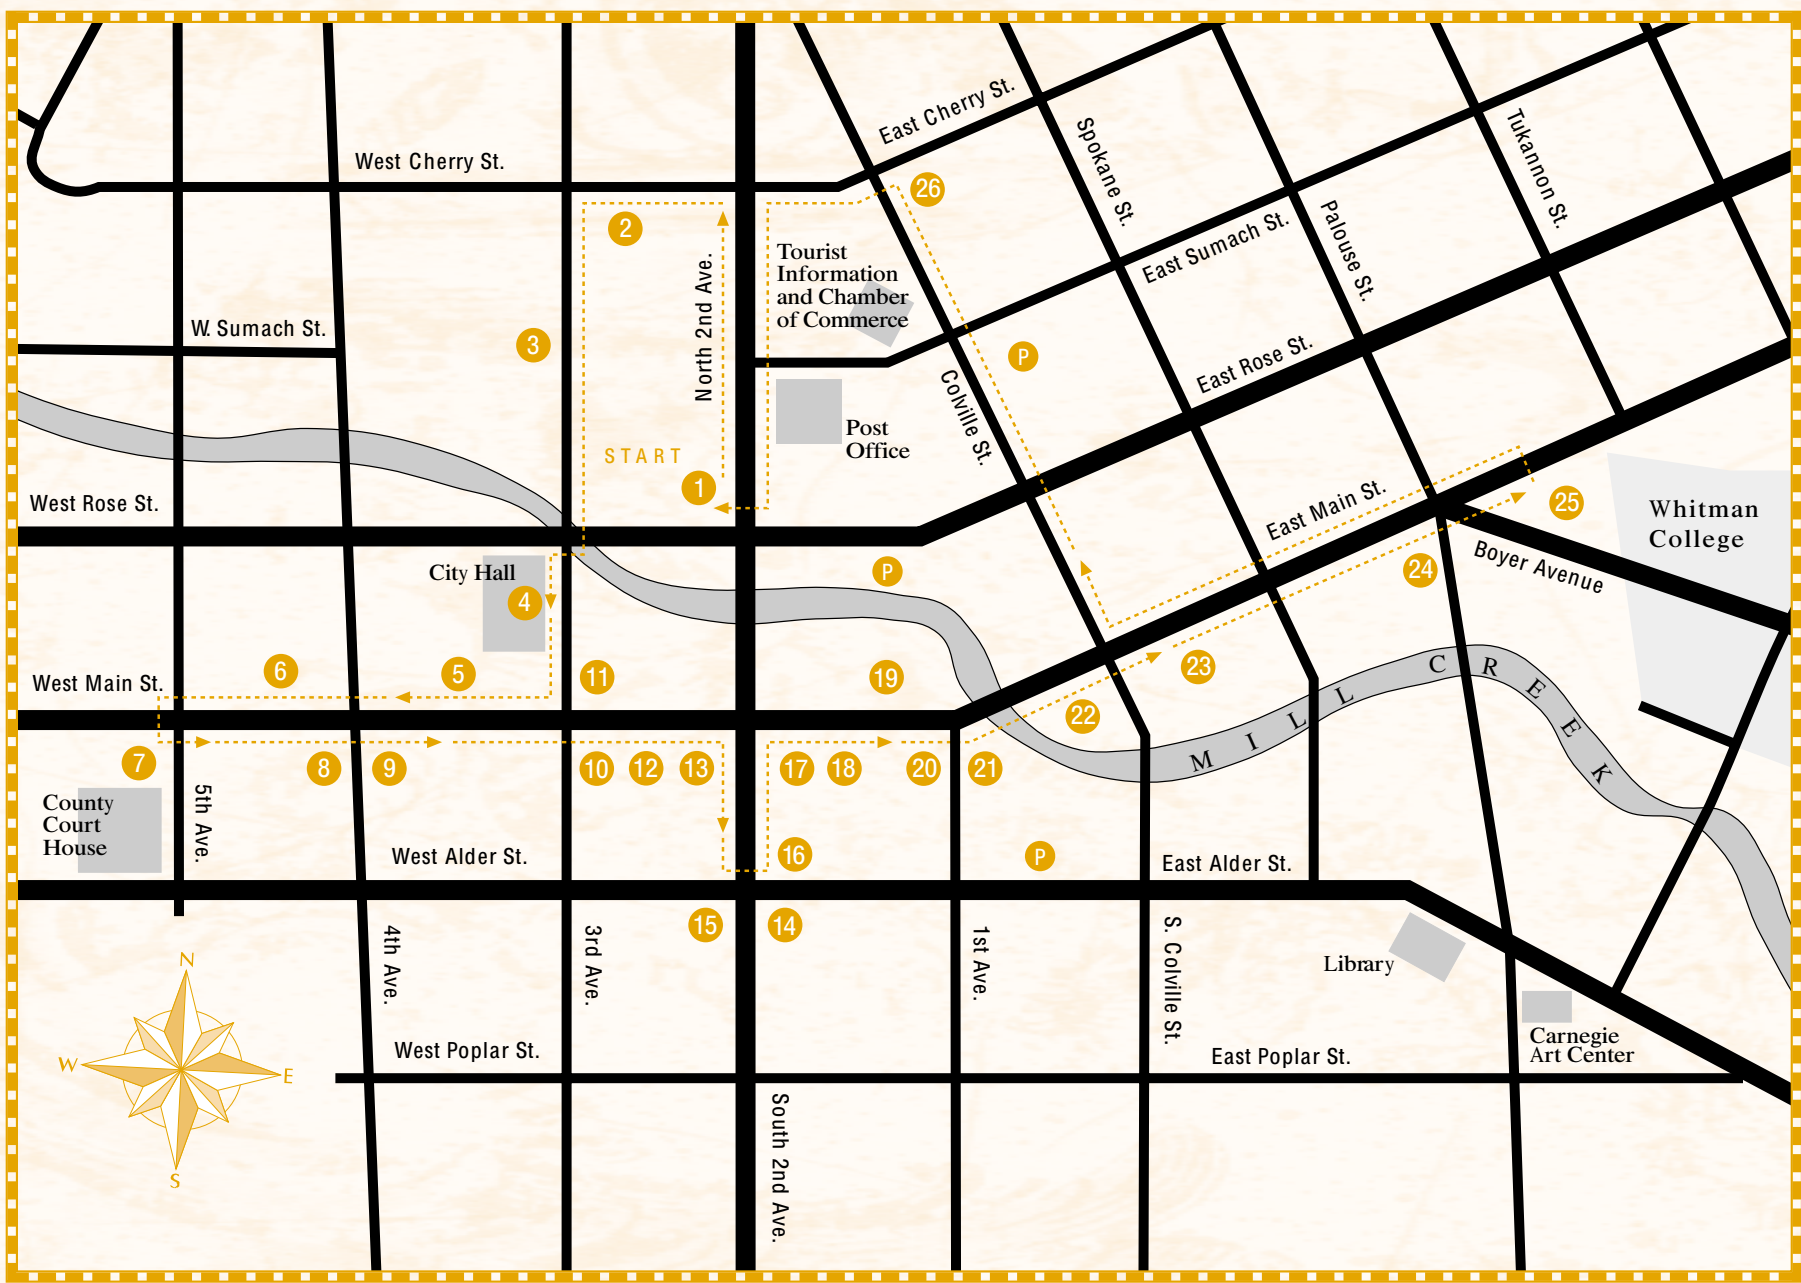 East Cherry St.
West Cherry St.
Spokane St.
Tukannon St.
26
2
Palouse St.
East Sumach St.
Tourist
Information
and Chamber
of Commerce
North 2nd Ave.
W. Sumach St.
3
P
East Rose St.
Colville St.
Post
Office
START
1
West Rose St.
East Main St.
25
Whitman
College
Boyer Avenue
24
P
City Hall
4
West Main St.
6
5
11
19
23
22
MILL CREEK
7
8
9
10
12
13
17
18
20
21
County
Court
House
5th Ave.
West Alder St.
16
P
East Alder St.
15
14
4th Ave.
3rd Ave.
1st Ave.
S. Colville St.
Library
Carnegie
Art Center
N
W
E
S
West Poplar St.
East Poplar St.
South 2nd Ave.